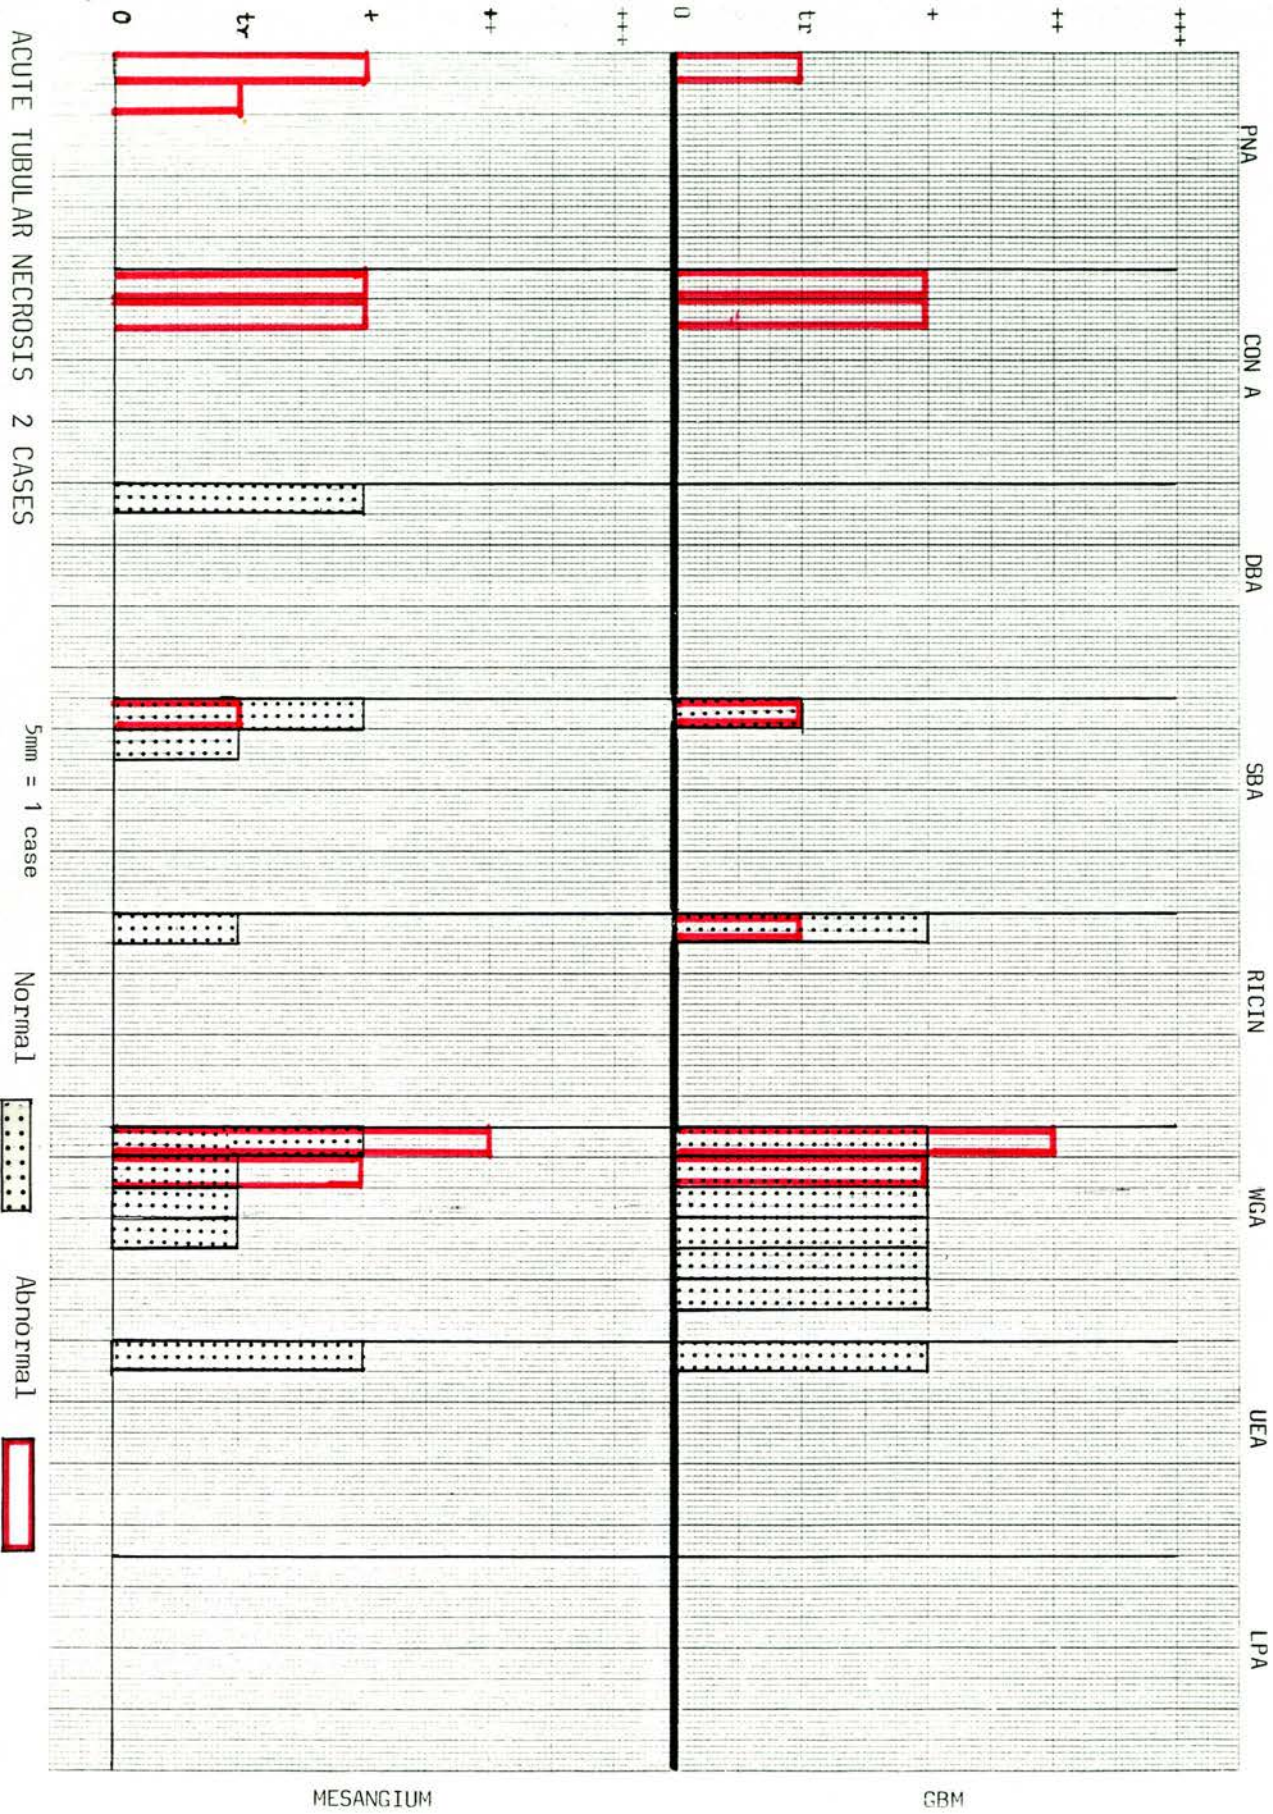 PNA CON A DBA SBA RICIN WGA UEA LPA
+++
++
+
tr
0
GBM
+++
++
+
tr
0
MESANGIUM
5mm = 1 case Normal Abnormal
ACUTE TUBULAR NECROSIS 2 CASES